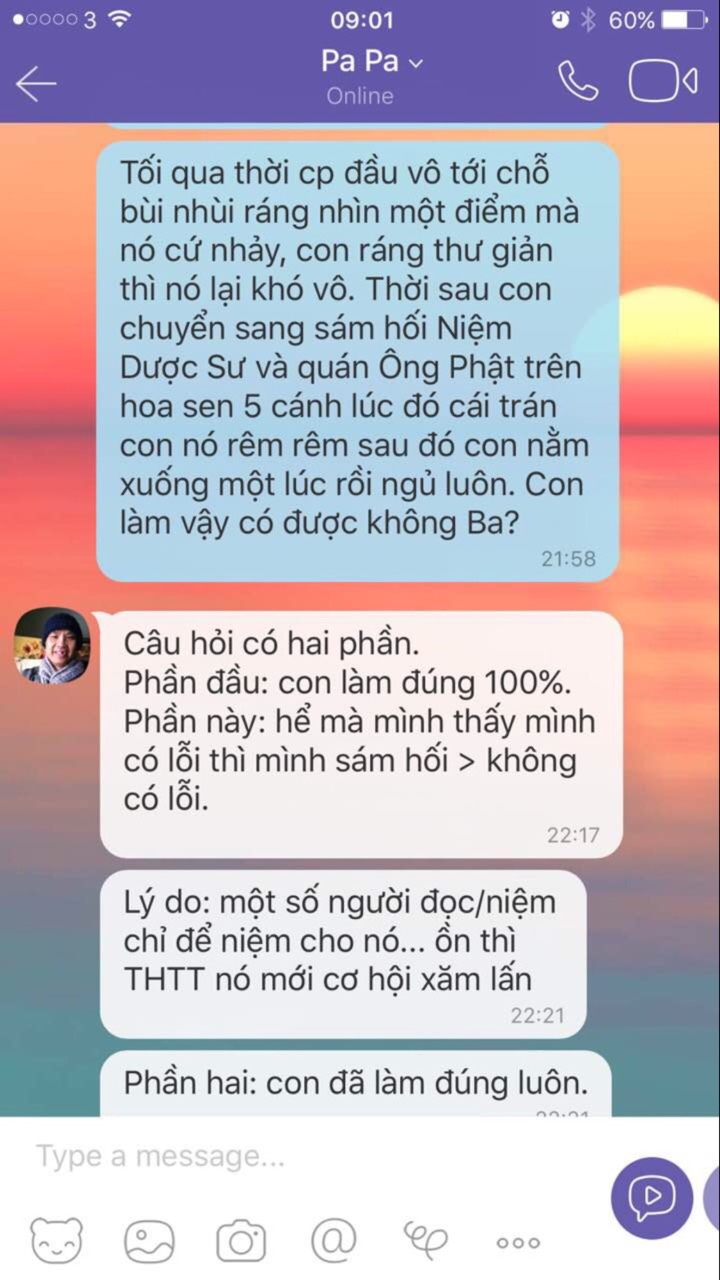 3
09:01
60%
Pa Pa
Online
Tối qua thời cp đầu vô tới chỗ
bùi nhùi ráng nhìn một điểm mà
nó cứ nhảy, con ráng thư giản
thì nó lại khó vô. Thời sau con
chuyển sang sám hối Niệm
Dược Sư và quán Ông Phật trên
hoa sen 5 cánh lúc đó cái trán
con nó rêm rêm sau đó con nằm
xuống một lúc rồi ngủ luôn. Con
làm vậy có được không Ba?
21:58
Câu hỏi có hai phần.
Phần đầu: con làm đúng 100%.
Phần này: hể mà mình thấy mình
có lỗi thì mình sám hối > không
có lỗi.
22:17
Lý do: một số người đọc/niệm
chỉ để niệm cho nó... ồn thì
THTT nó mới cơ hội xăm lấn
22:21
Phần hai: con đã làm đúng luôn.
Type a message...